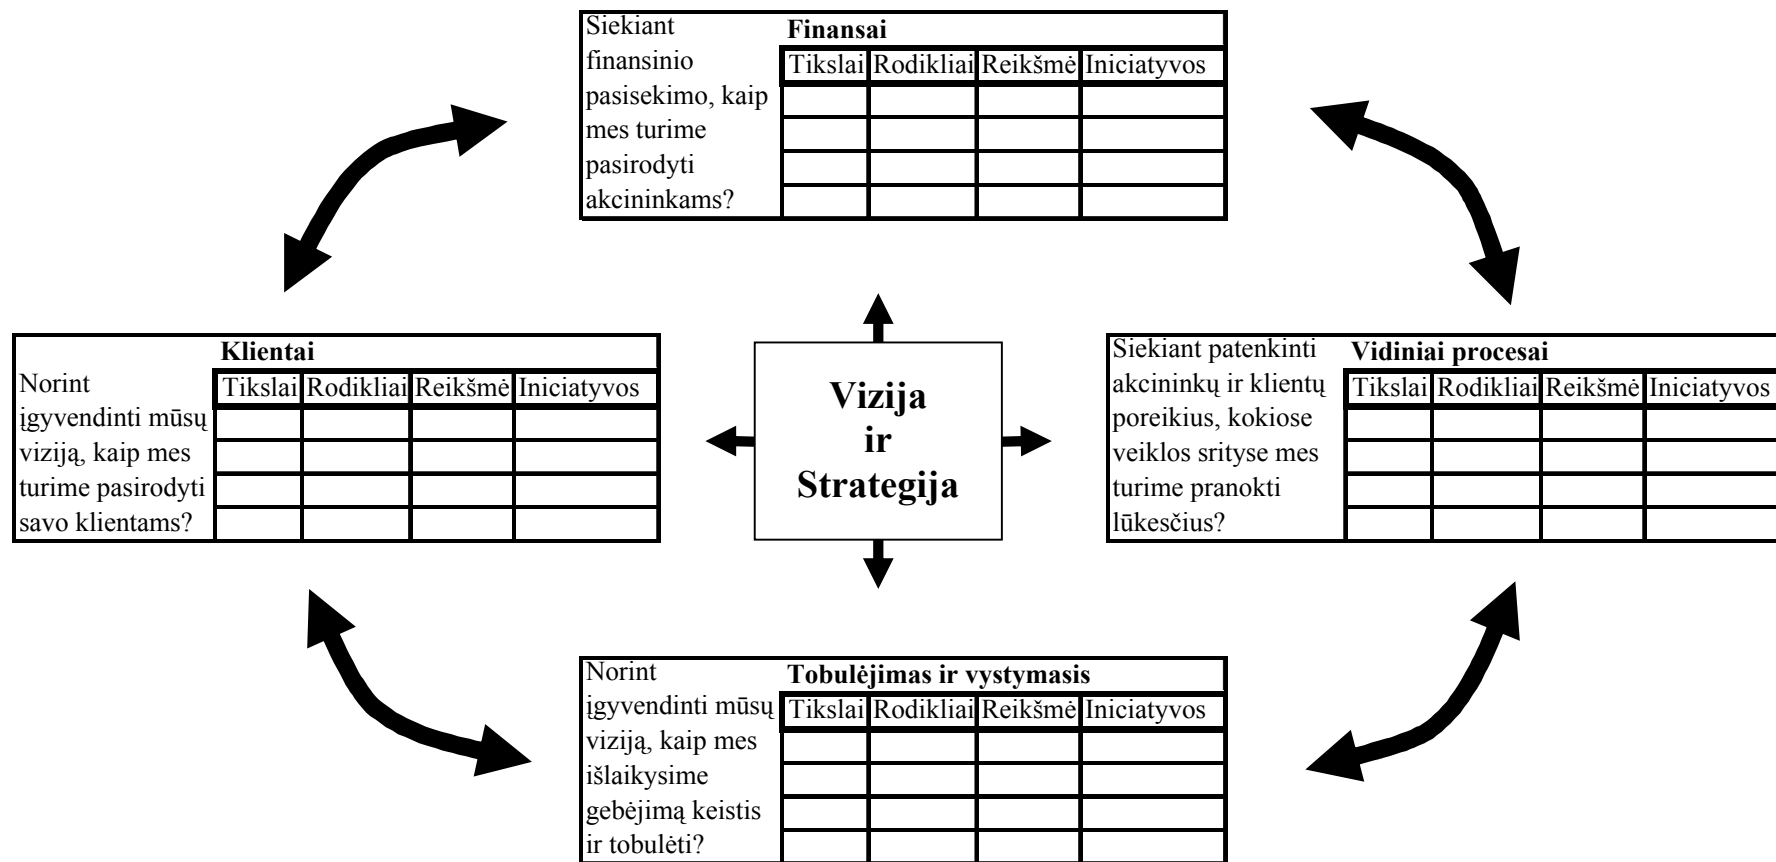 Siekiant
finansinio
pasisekimo, kaip
mes turime
pasirodyti
akcininkams?
Finansai
Tikslai Rodikliai Reikšmė Iniciatyvos
Norint
įgyvendinti mūsų
viziją, kaip mes
turime pasirodyti
savo klientams?
Klientai
Tikslai Rodikliai Reikšmė Iniciatyvos
Vizija
ir
Strategija
Siekiant patenkinti
akcininkų ir klientų
poreikius, kokiose
veiklos srityse mes
turime pranokti
lūkesčius?
Vidiniai procesai
Tikslai Rodikliai Reikšmė Iniciatyvos
Norint
įgyvendinti mūsų
viziją, kaip mes
išlaikysime
gebėjimą keistis
ir tobulėti?
Tobulėjimas ir vystymasis
Tikslai Rodikliai Reikšmė Iniciatyvos